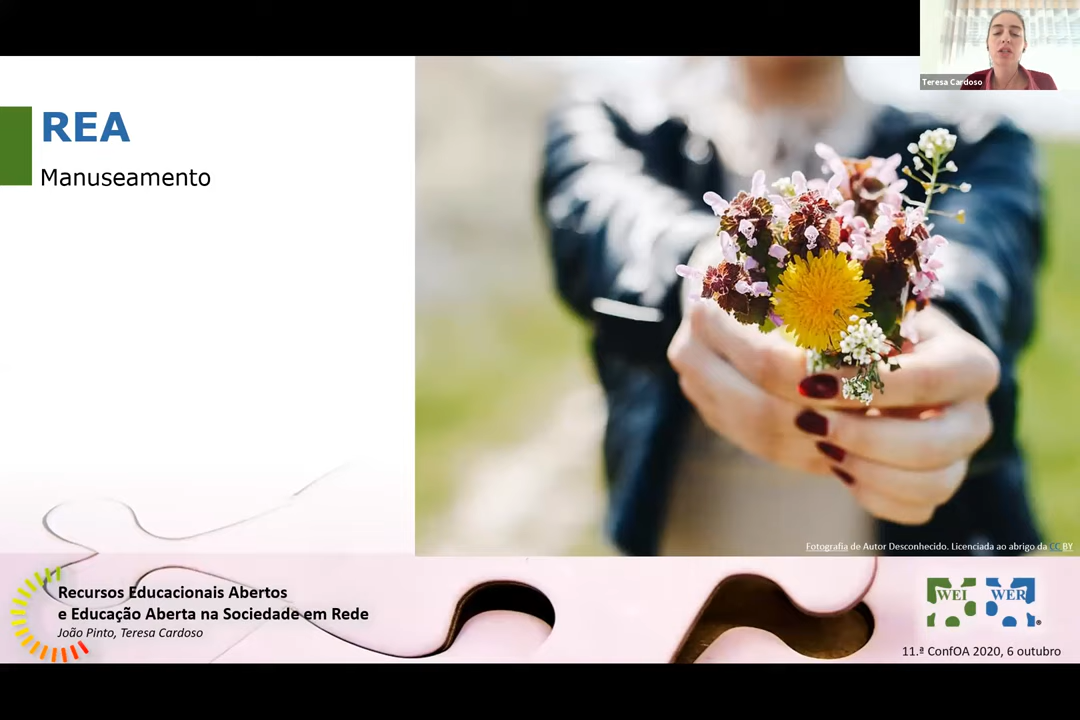 Teresa Cardoso
REA
Manuseamento
Fotografia de Autor Desconhecido. Licenciada ao abrigo da CC BY
Recursos Educacionais Abertos
e Educação Aberta na Sociedade em Rede
João Pinto, Teresa Cardoso
WEI WER®
11.ª ConfOA 2020, 6 outubro